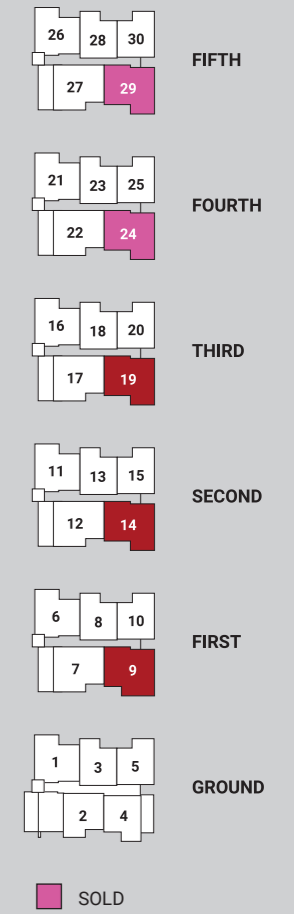 26 28 30
27 29
FIFTH
21 23 25
22 24
FOURTH
16 18 20
17 19
THIRD
11 13 15
12 14
SECOND
6 8 10
7 9
FIRST
1 3 5
2 4
GROUND
SOLD